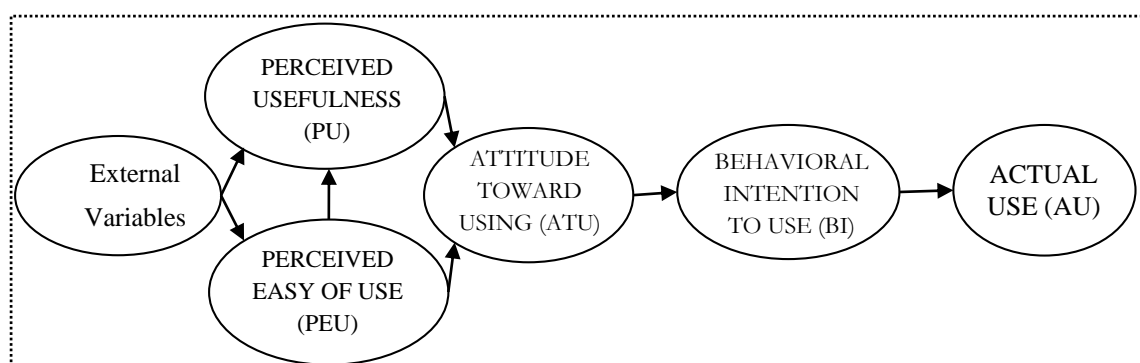 External
Variables
PERCEIVED
USEFULNESS
(PU)
PERCEIVED
EASY OF USE
(PEU)
ATTITUDE
TOWARD
USING (ATU)
BEHAVIORAL
INTENTION
TO USE (BI)
ACTUAL
USE (AU)